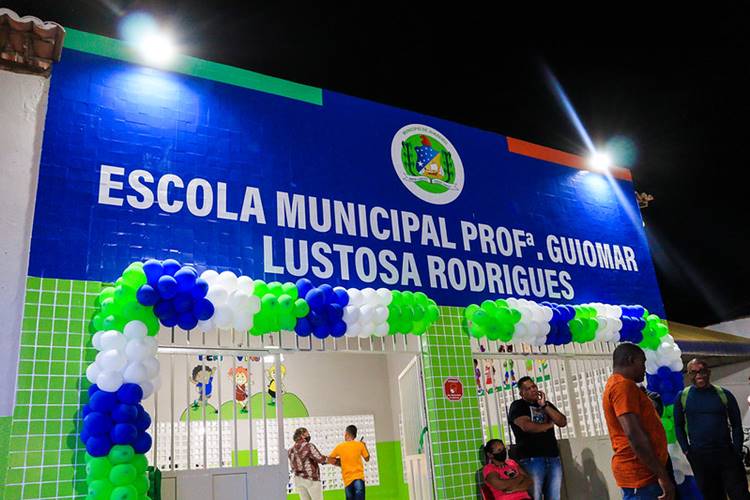 ESCOLA MUNICIPAL PROFª. GUIOMAR
LUSTOSA RODRIGUES